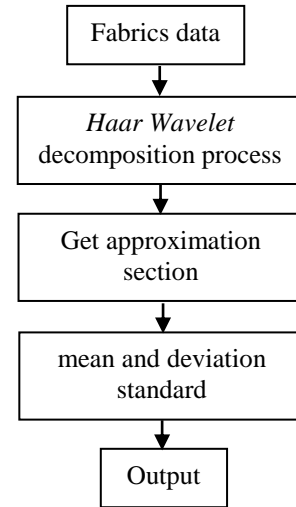 Fabrics data
Haar Wavelet
decomposition process
Get approximation
section
mean and deviation
standard
Output